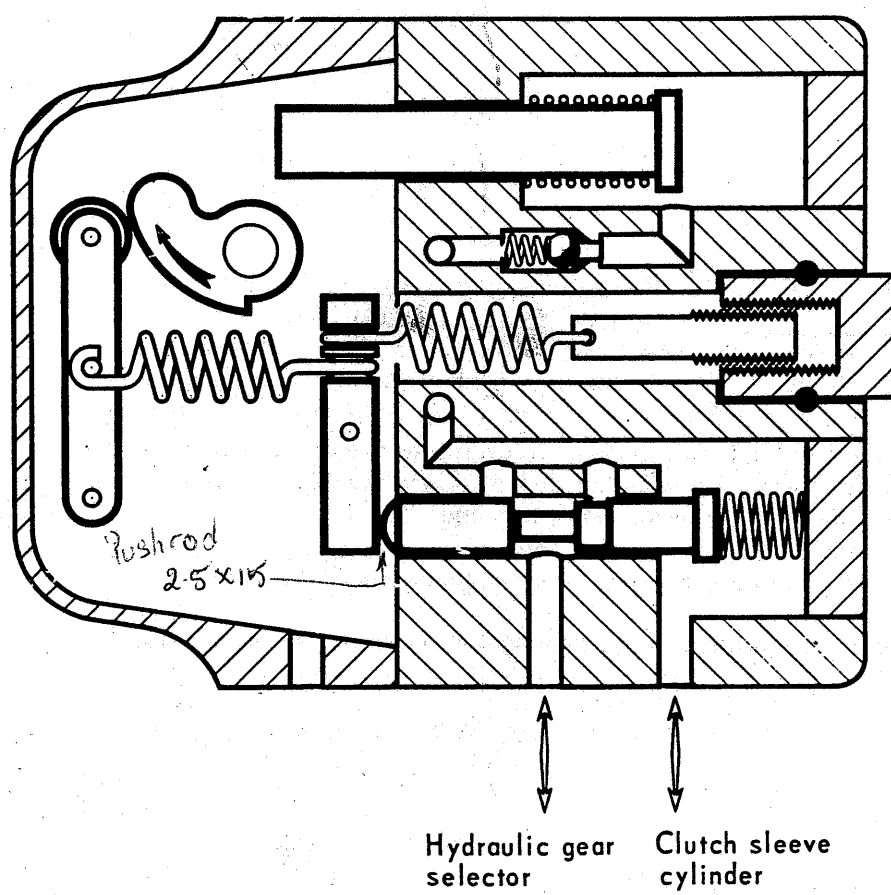 Pushrod
2.5 x 15
Hydraulic gear
selector
Clutch sleeve
cylinder